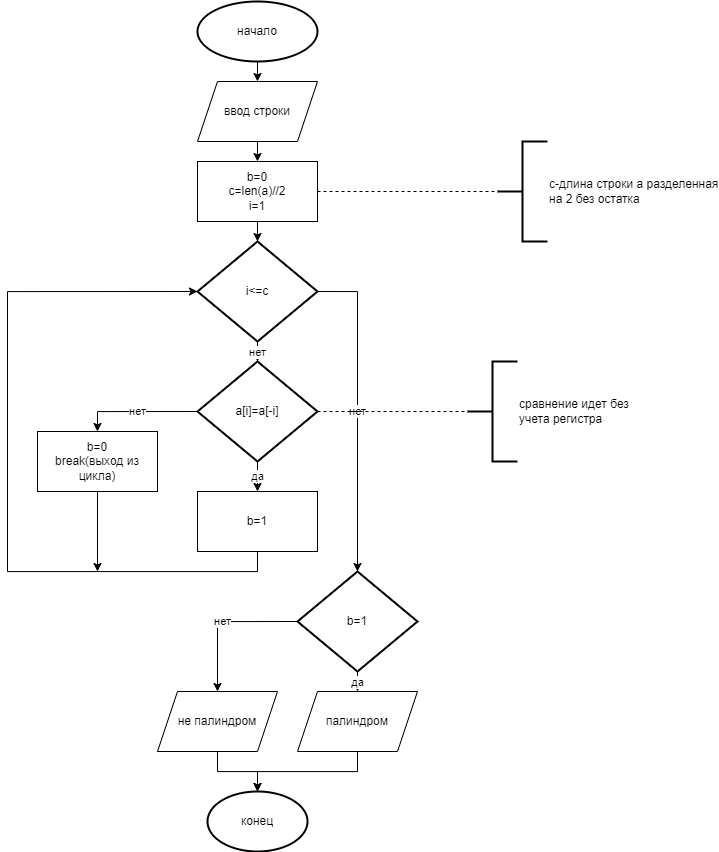 начало
ввод строки
b=0
c=len(a)//2
i=1
с-длина строки а разделенная
на 2 без остатка
i<=c
нет
a[i]=a[-i]
нет
нет
сравнение идет без
учета регистра
b=0
break(выход из
цикла)
да
b=1
b=1
нет
да
не палиндром
палиндром
конец